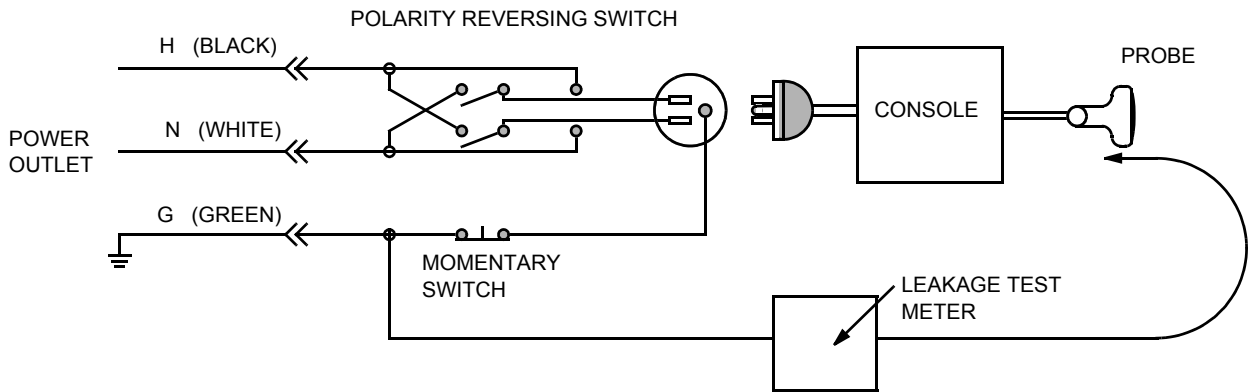 POLARITY REVERSING SWITCH
H (BLACK)
PROBE
CONSOLE
N (WHITE)
POWER
OUTLET
G (GREEN)
MOMENTARY
SWITCH
LEAKAGE TEST
METER